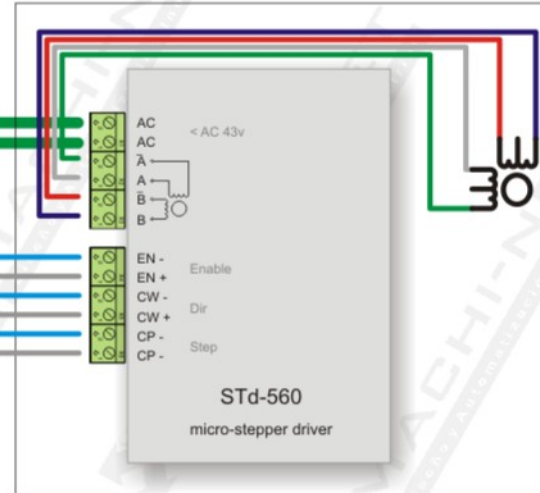 AC
< AC 43v
AC
A̅
A
B̅
B
EN -
EN +
Enable
CW -
CW +
Dir
CP -
CP -
Step
STd-560
micro-stepper driver